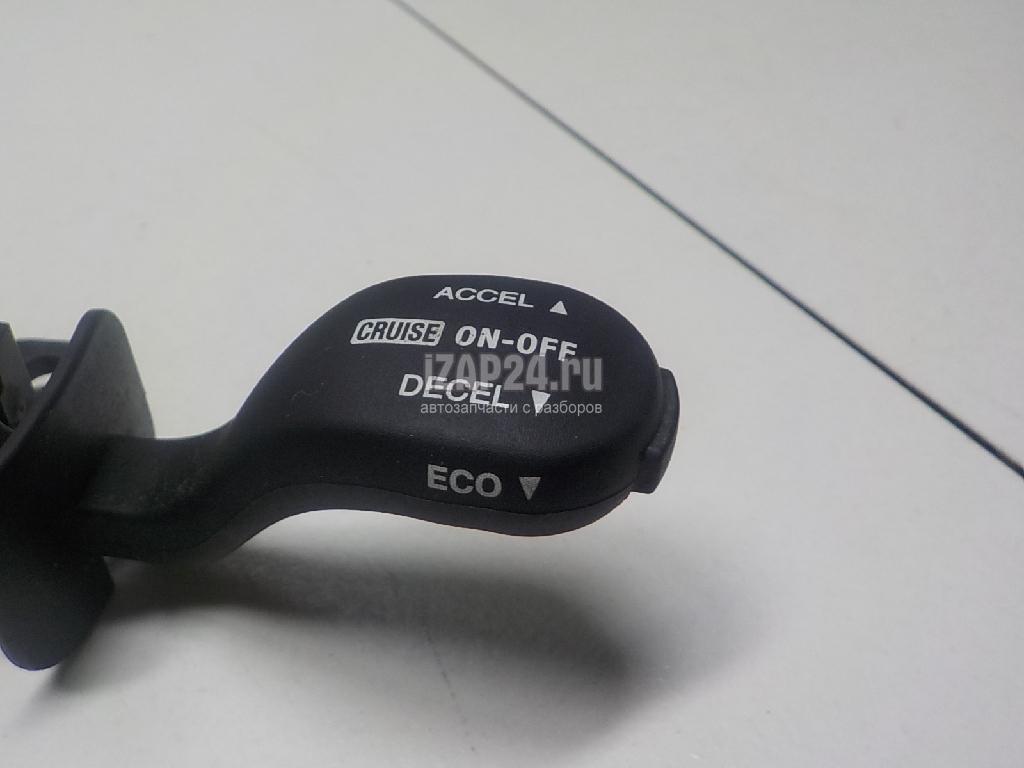 ACCEL ▲
CRUISE ON-OFF
iZAP24.ru
DECEL ▼
автозапчасти с разборов
ECO ▼